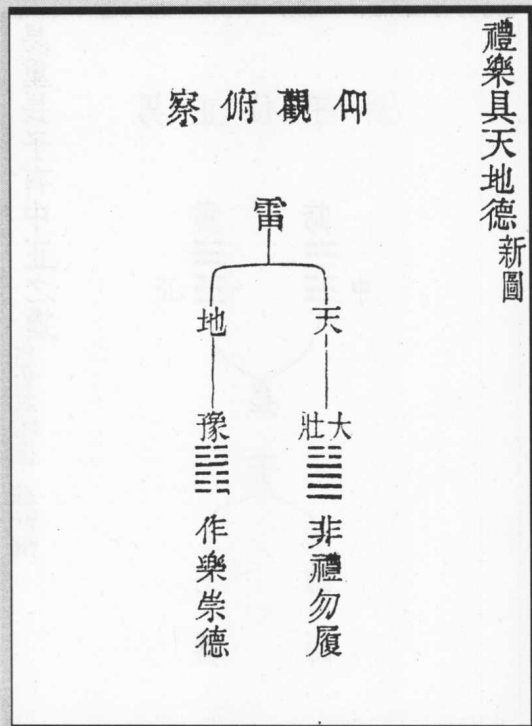 禮樂具天地德新圖
仰觀俯察
雷
天
大壯
非禮勿履
地
豫
作樂崇德